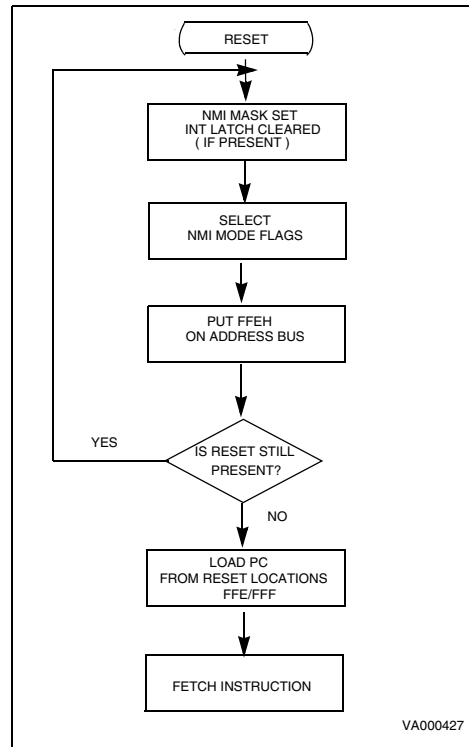 RESET
NMI MASK SET
INT LATCH CLEARED
( IF PRESENT )
SELECT
NMI MODE FLAGS
PUT FFEH
ON ADDRESS BUS
YES
IS RESET STILL
PRESENT?
NO
LOAD PC
FROM RESET LOCATIONS
FFE/FFF
FETCH INSTRUCTION
VA000427